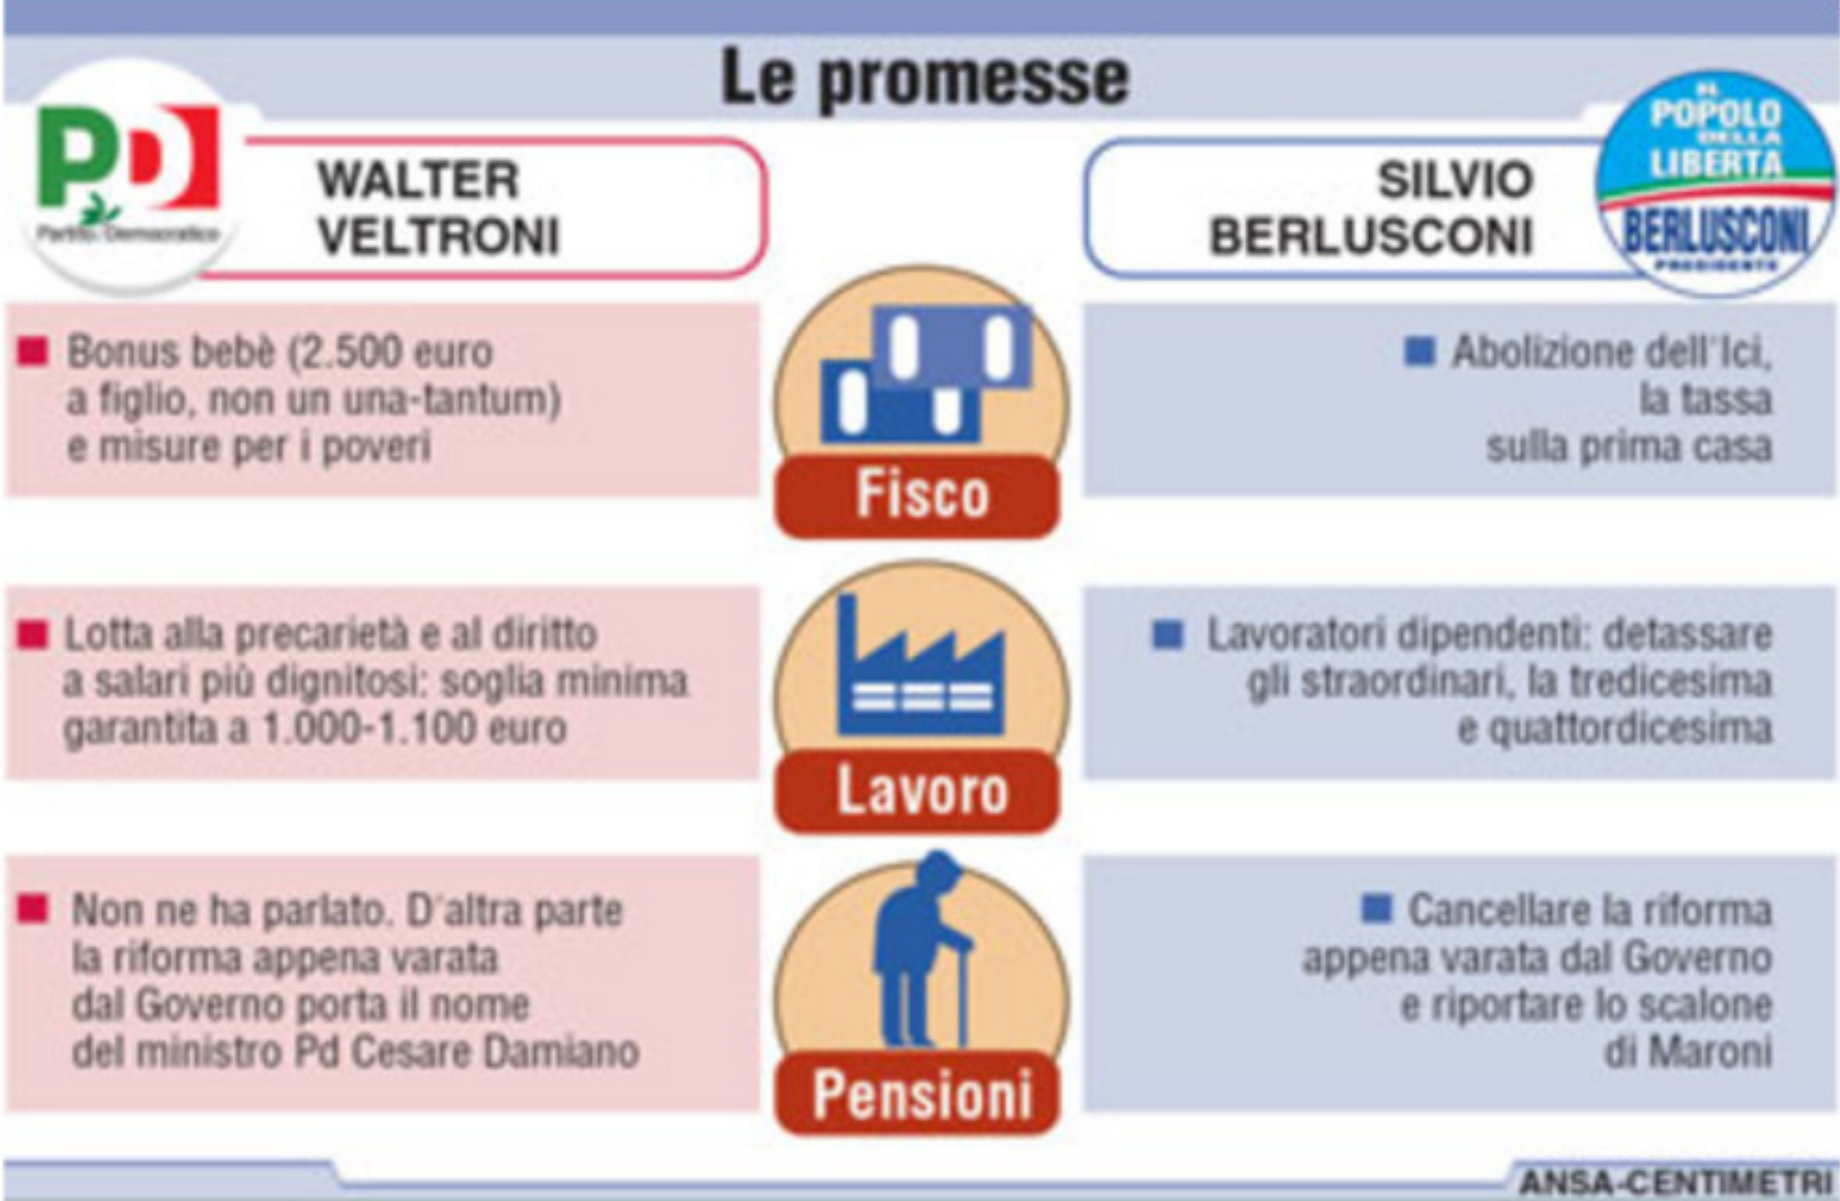 Le promesse
PD
Partito Democratico
WALTER
VELTRONI
SILVIO
BERLUSCONI
IL
POPOLO
DELLA
LIBERTA
BERLUSCONI
PRESIDENTE
Bonus bebè (2.500 euro
a figlio, non un una-tantum)
e misure per i poveri
Fisco
Abolizione dell'Ici,
la tassa
sulla prima casa
Lotta alla precarietà e al diritto
a salari più dignitosi: soglia minima
garantita a 1.000-1.100 euro
Lavoro
Lavoratori dipendenti: detassare
gli straordinari, la tredicesima
e quattordicesima
Non ne ha parlato. D'altra parte
la riforma appena varata
dal Governo porta il nome
del ministro Pd Cesare Damiano
Pensioni
Cancellare la riforma
appena varata dal Governo
e riportare lo scalone
di Maroni
ANSA-CENTIMETRI